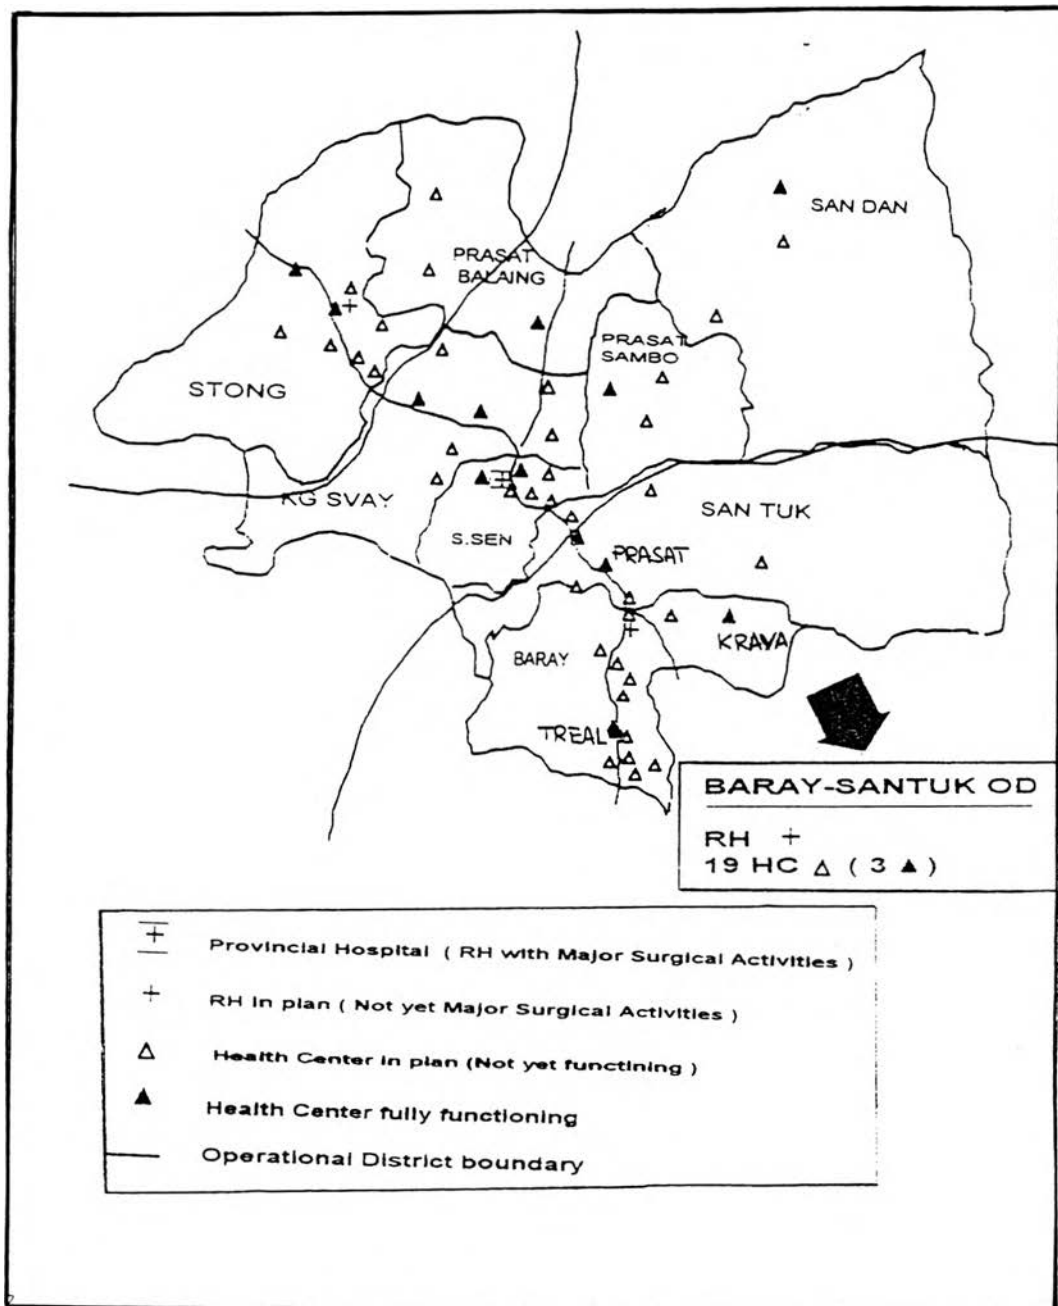 SAN DAN
PRASAT
BALAING
PRASAT
SAMBO
STONG
KG SVAY
SAN TUK
S.SEN
PRASAT
KRAVA
BARAY
TREAL
BARAY-SANTUK OD
RH +
19 HC △ ( 3 ▲ )
Provincial Hospital ( RH with Major Surgical Activities )
RH in plan ( Not yet Major Surgical Activities )
Health Center in plan (Not yet functining )
Health Center fully functioning
Operational District boundary